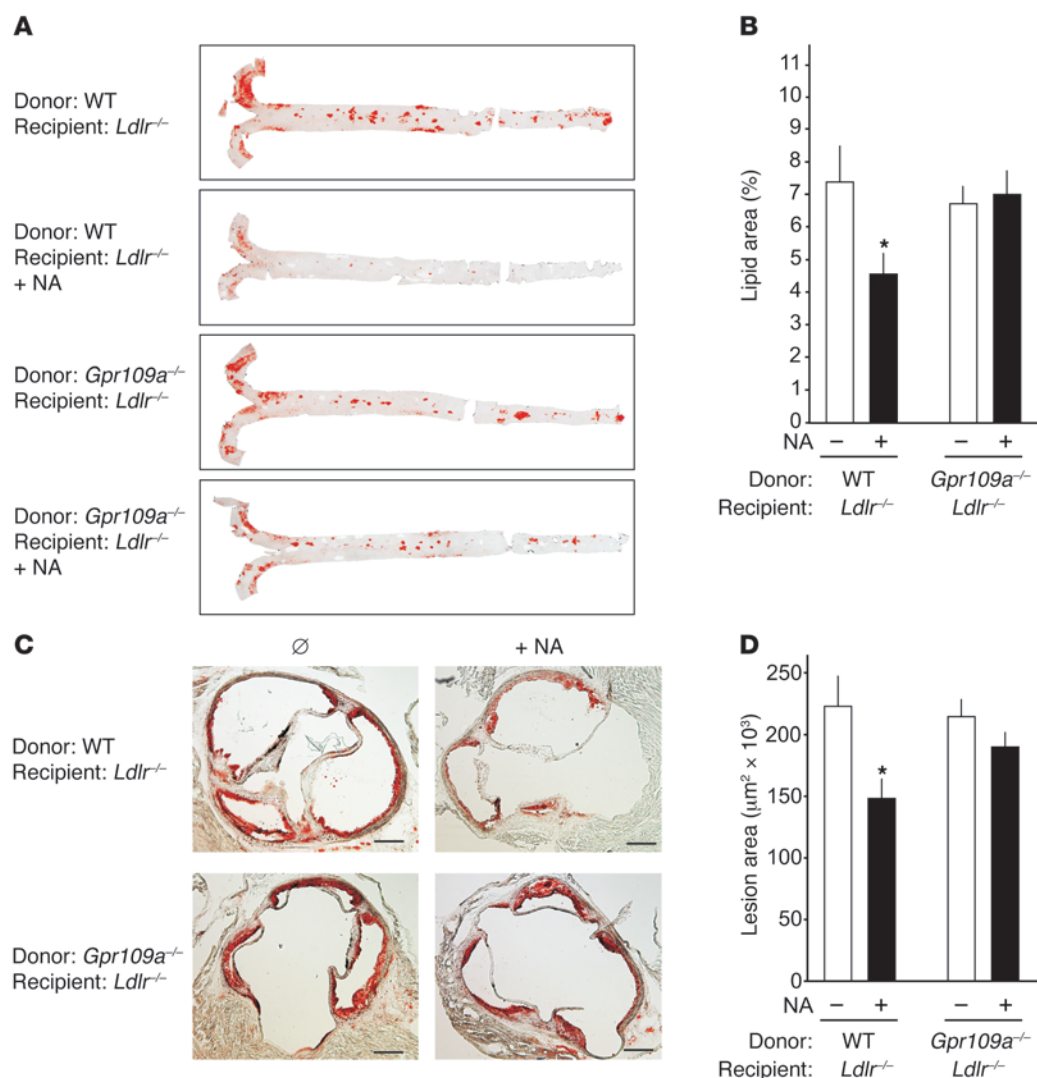 A
Donor: WT
Recipient: Ldlr–/–
Donor: WT
Recipient: Ldlr–/–
+ NA
Donor: Gpr109a–/–
Recipient: Ldlr–/–
Donor: Gpr109a–/–
Recipient: Ldlr–/–
+ NA
B
Lipid area (%)
11
10
9
8
7
6
5
4
3
2
1
0
*
NA – + – +
Donor: WT Gpr109a–/–
Recipient: Ldlr–/– Ldlr–/–
C
∅ + NA
Donor: WT
Recipient: Ldlr–/–
Donor: Gpr109a–/–
Recipient: Ldlr–/–
D
Lesion area (μm² × 10³)
250
200
150
100
50
0
*
NA – + – +
Donor: WT Gpr109a–/–
Recipient: Ldlr–/– Ldlr–/–